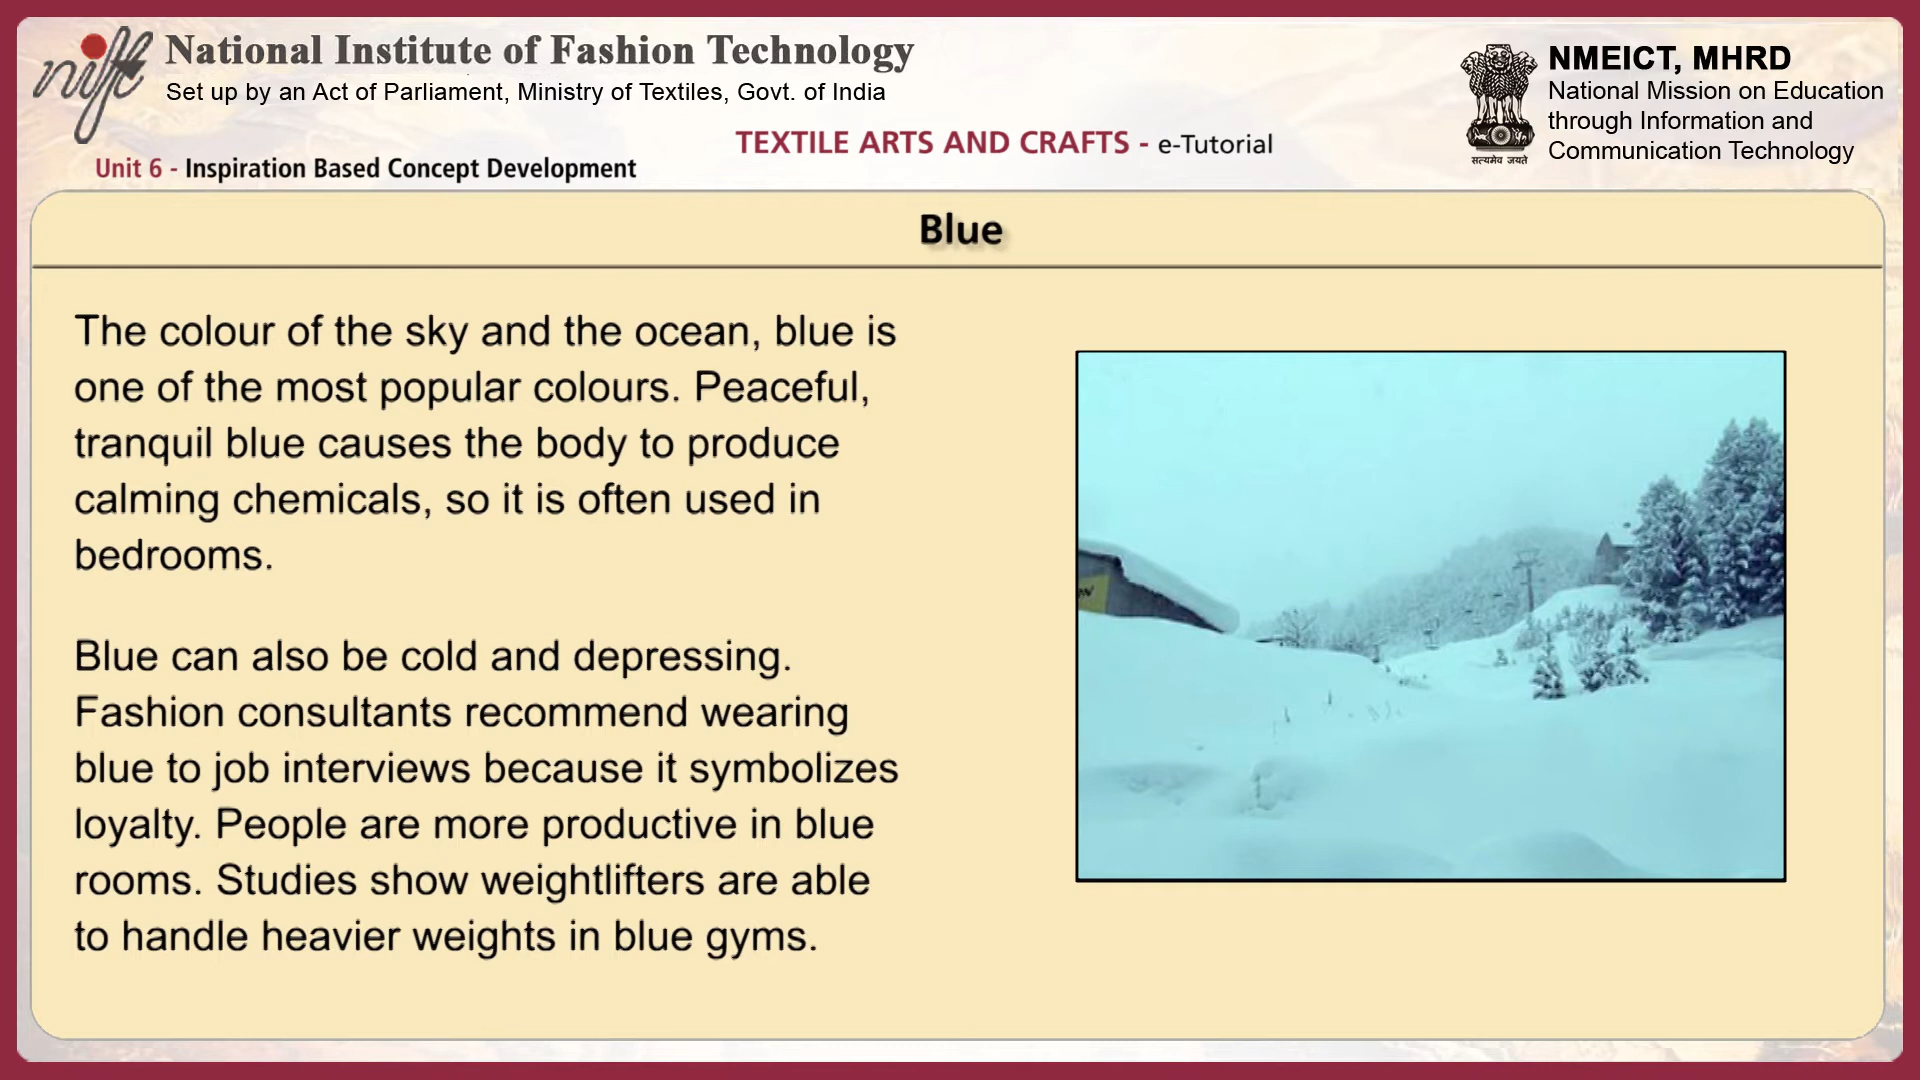 nift
National Institute of Fashion Technology
Set up by an Act of Parliament, Ministry of Textiles, Govt. of India
NMEICT, MHRD
National Mission on Education
through Information and
Communication Technology
सत्यमेव जयते
TEXTILE ARTS AND CRAFTS - e-Tutorial
Unit 6 - Inspiration Based Concept Development
Blue
The colour of the sky and the ocean, blue is
one of the most popular colours. Peaceful,
tranquil blue causes the body to produce
calming chemicals, so it is often used in
bedrooms.
Blue can also be cold and depressing.
Fashion consultants recommend wearing
blue to job interviews because it symbolizes
loyalty. People are more productive in blue
rooms. Studies show weightlifters are able
to handle heavier weights in blue gyms.